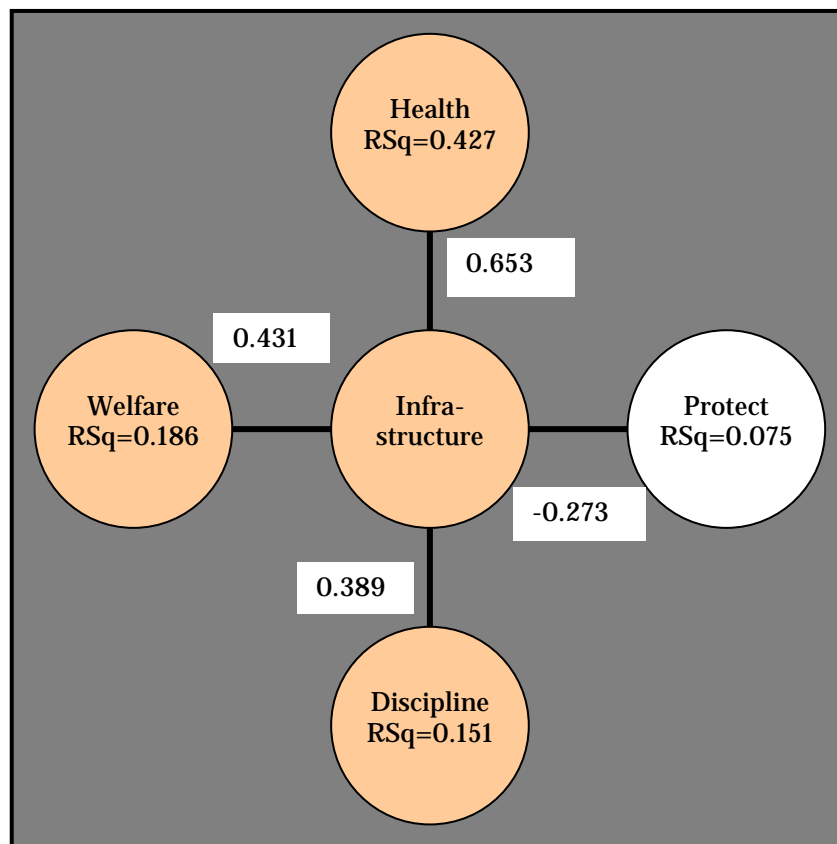 Health
RSq=0.427
0.653
0.431
Welfare
RSq=0.186
Infra-
structure
Protect
RSq=0.075
-0.273
0.389
Discipline
RSq=0.151